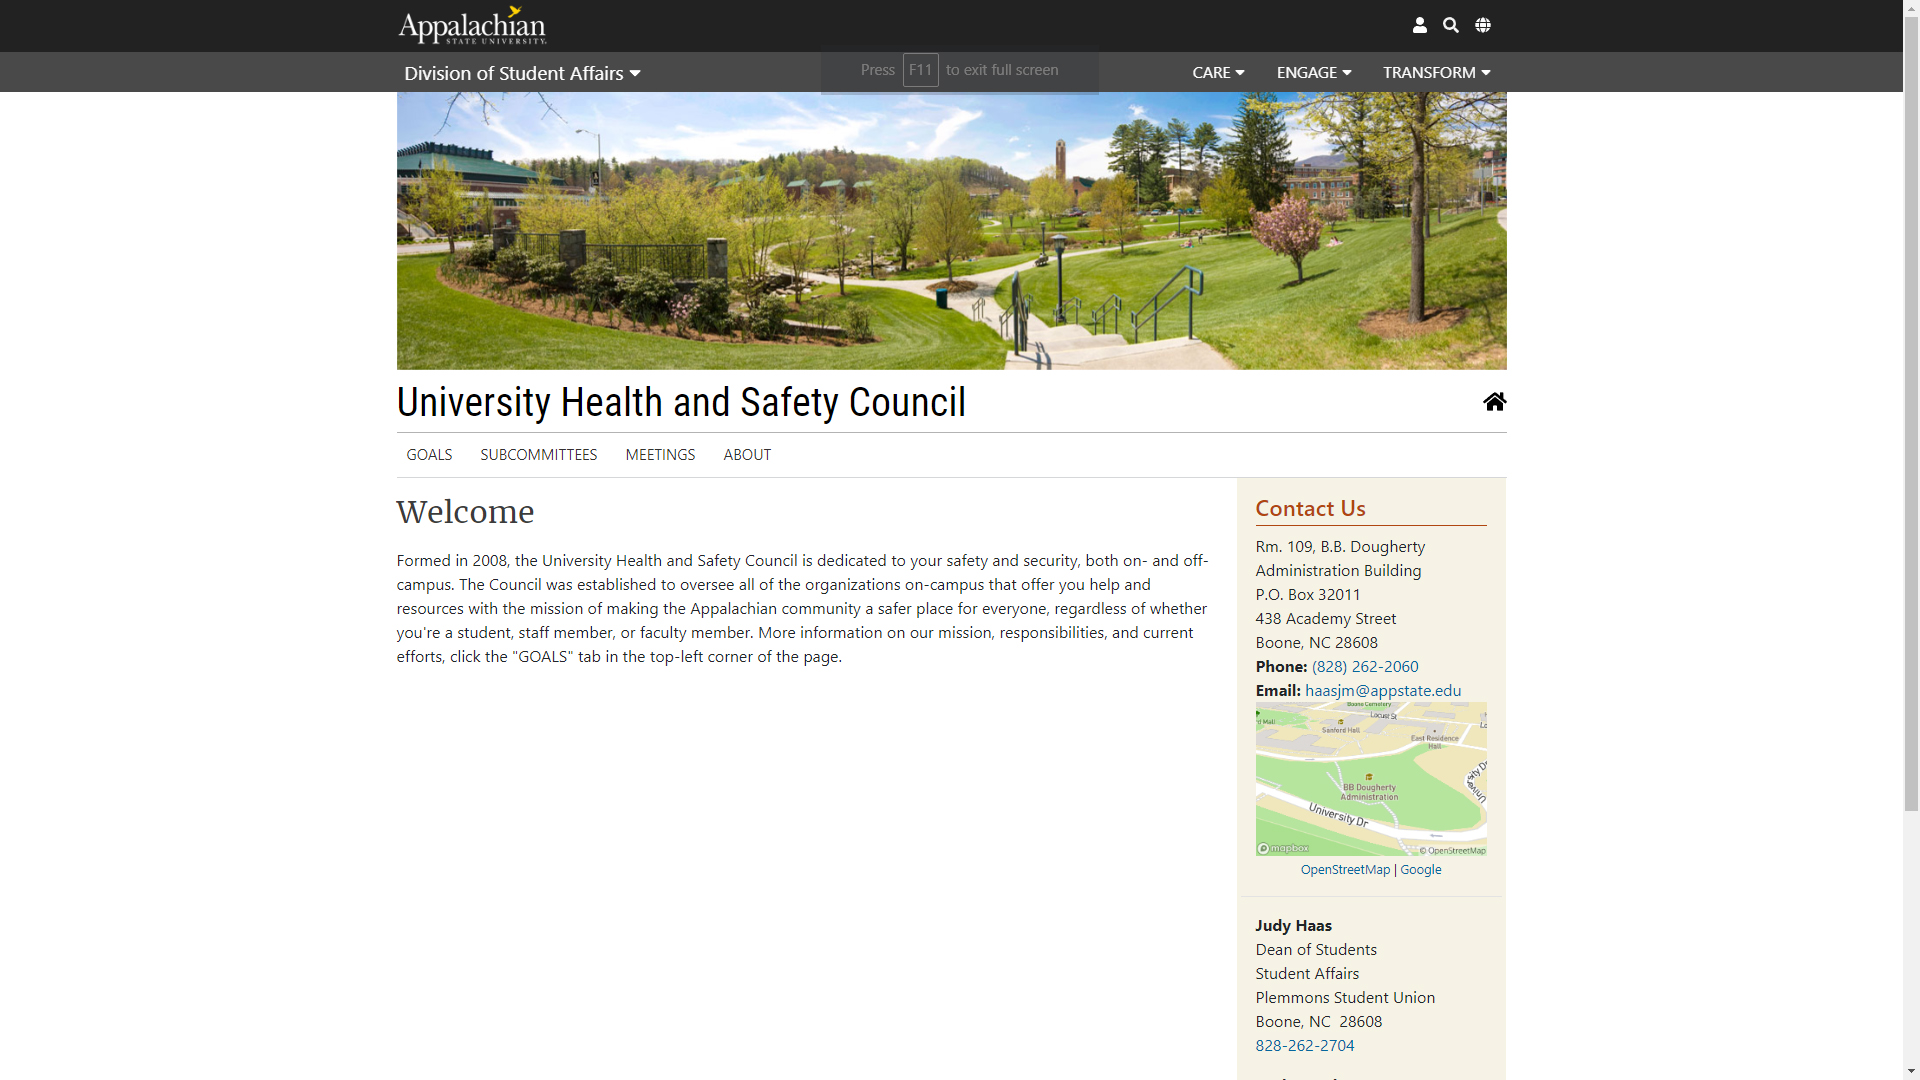 Appalachian
STATE UNIVERSITY
Division of Student Affairs
Press F11 to exit full screen
CARE
ENGAGE
TRANSFORM
University Health and Safety Council
GOALS
SUBCOMMITTEES
MEETINGS
ABOUT
Welcome
Formed in 2008, the University Health and Safety Council is dedicated to your safety and security, both on- and off-
campus. The Council was established to oversee all of the organizations on-campus that offer you help and
resources with the mission of making the Appalachian community a safer place for everyone, regardless of whether
you're a student, staff member, or faculty member. More information on our mission, responsibilities, and current
efforts, click the "GOALS" tab in the top-left corner of the page.
Contact Us
Rm. 109, B.B. Dougherty
Administration Building
P.O. Box 32011
438 Academy Street
Boone, NC 28608
Phone: (828) 262-2060
Email: haasjm@appstate.edu
Boone Cemetery
Locust St
Sanford Hall
East Residence
Hall
BB Dougherty
Administration
University Dr
mapbox
© OpenStreetMap
OpenStreetMap | Google
Judy Haas
Dean of Students
Student Affairs
Plemmons Student Union
Boone, NC 28608
828-262-2704